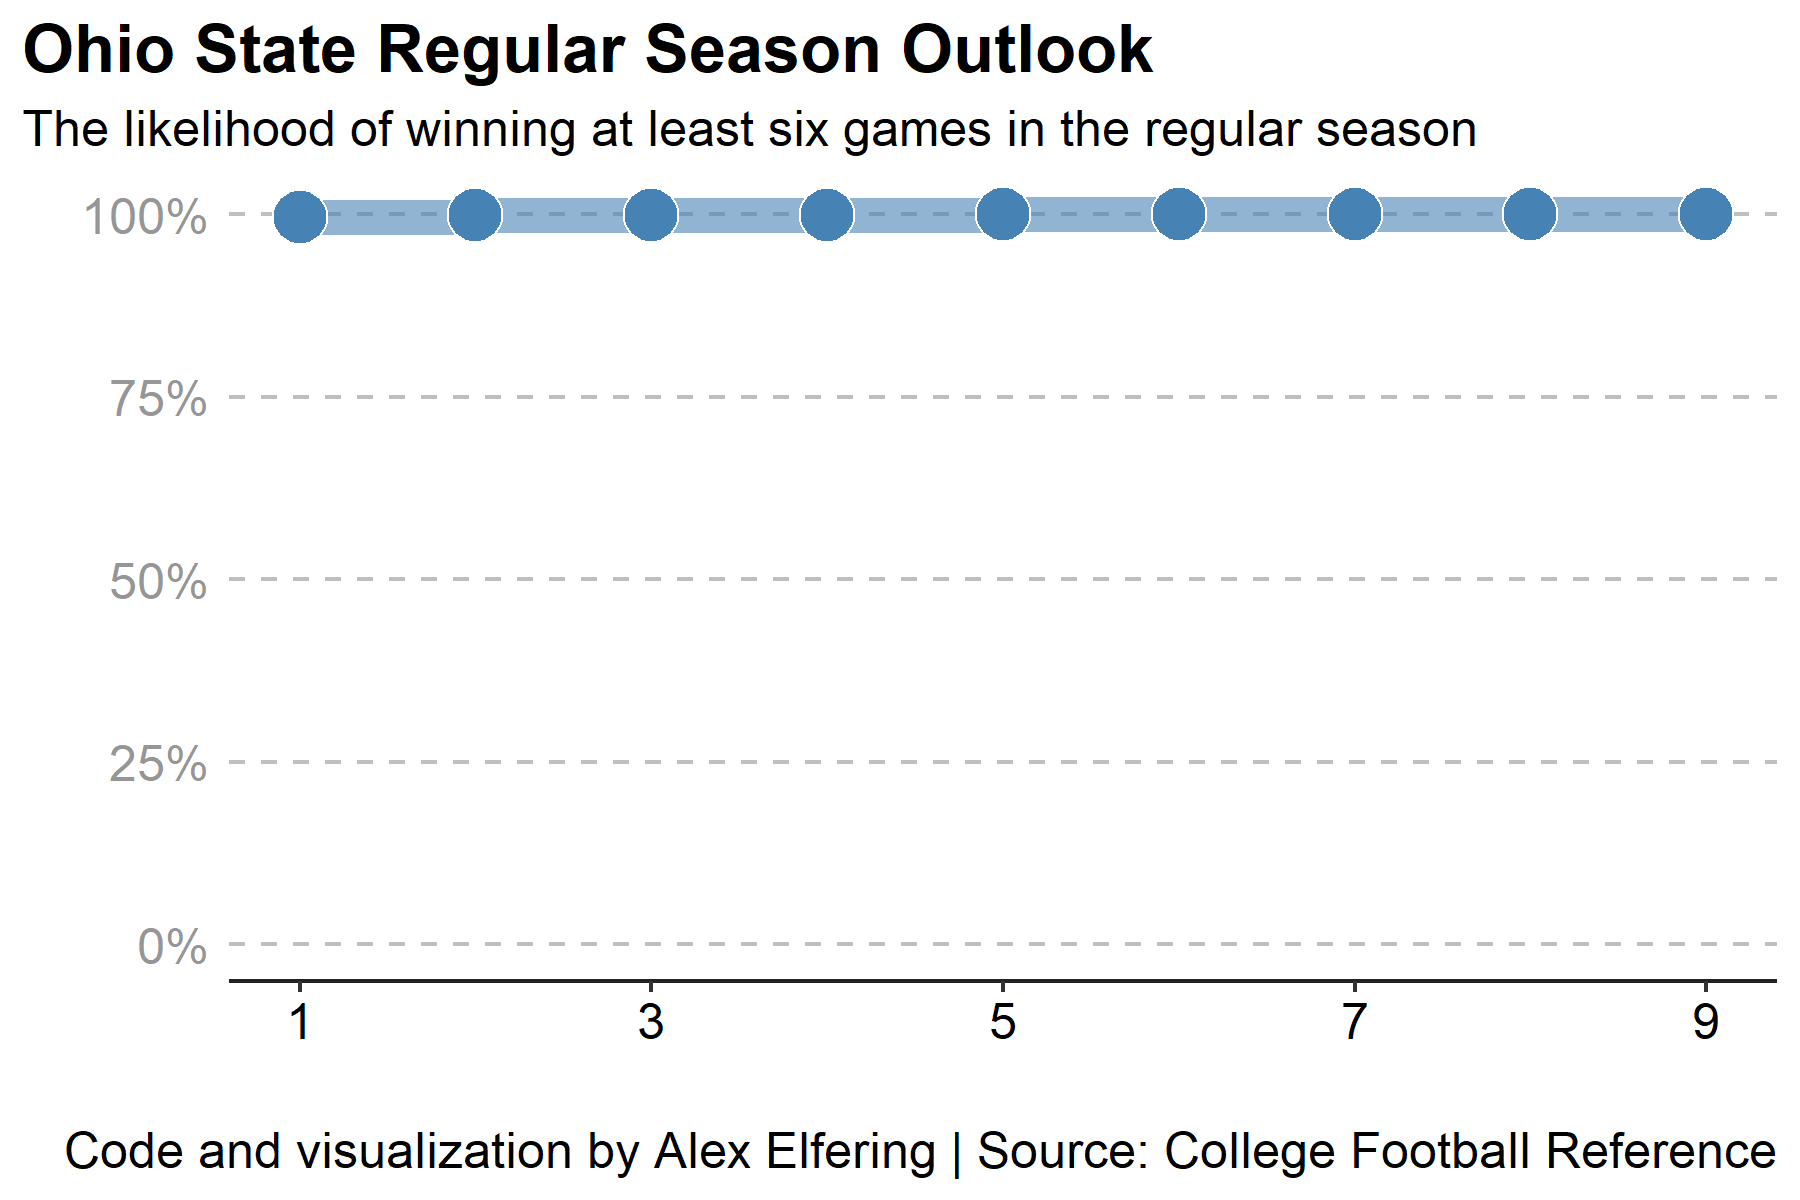 Ohio State Regular Season Outlook
The likelihood of winning at least six games in the regular season
100%
75%
50%
25%
0%
1 3 5 7 9
Code and visualization by Alex Elfering | Source: College Football Reference